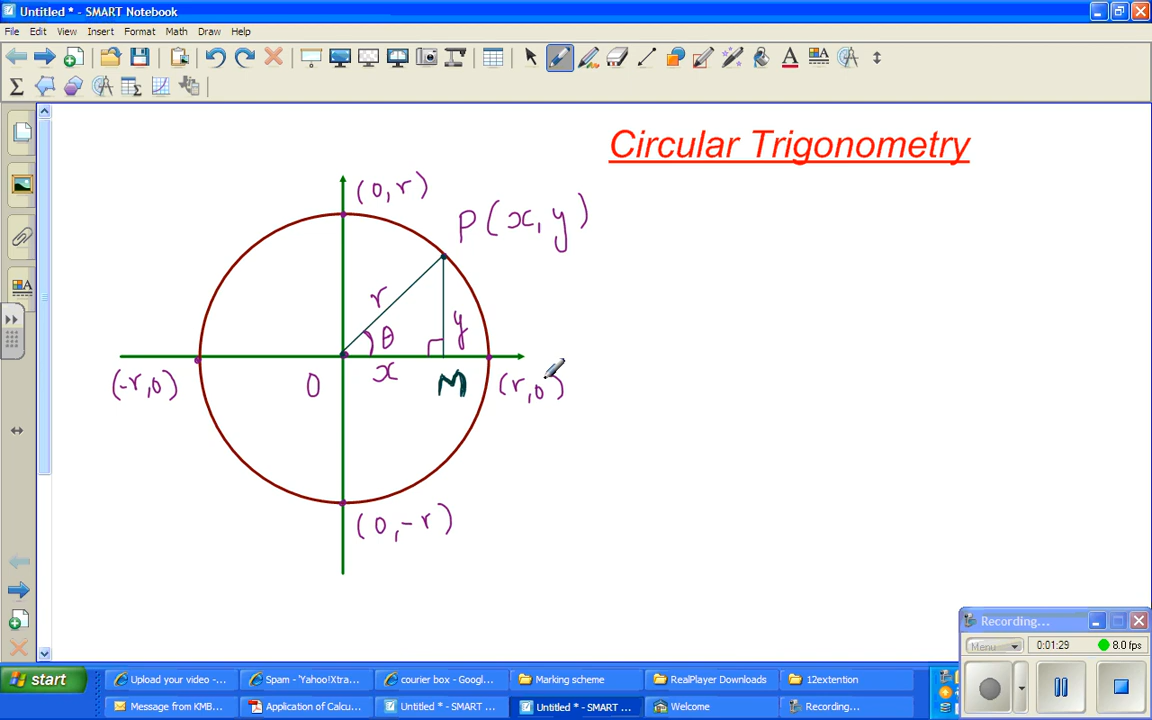 Untitled * - SMART Notebook
File Edit View Insert Format Math Draw Help
Circular Trigonometry
(0, r)
P(x, y)
r
θ
y
x
(-r, 0)
O
M
(r, 0)
(0, -r)
Recording...
Menu
0:01:29
8.0 fps
start
Upload your video -...
Spam - 'Yahoo!Xtra...
courier box - Googl...
Marking scheme
RealPlayer Downloads
12extention
Message from KMB...
Application of Calcu...
Untitled * - SMART ...
Untitled * - SMART ...
Welcome
Recording...